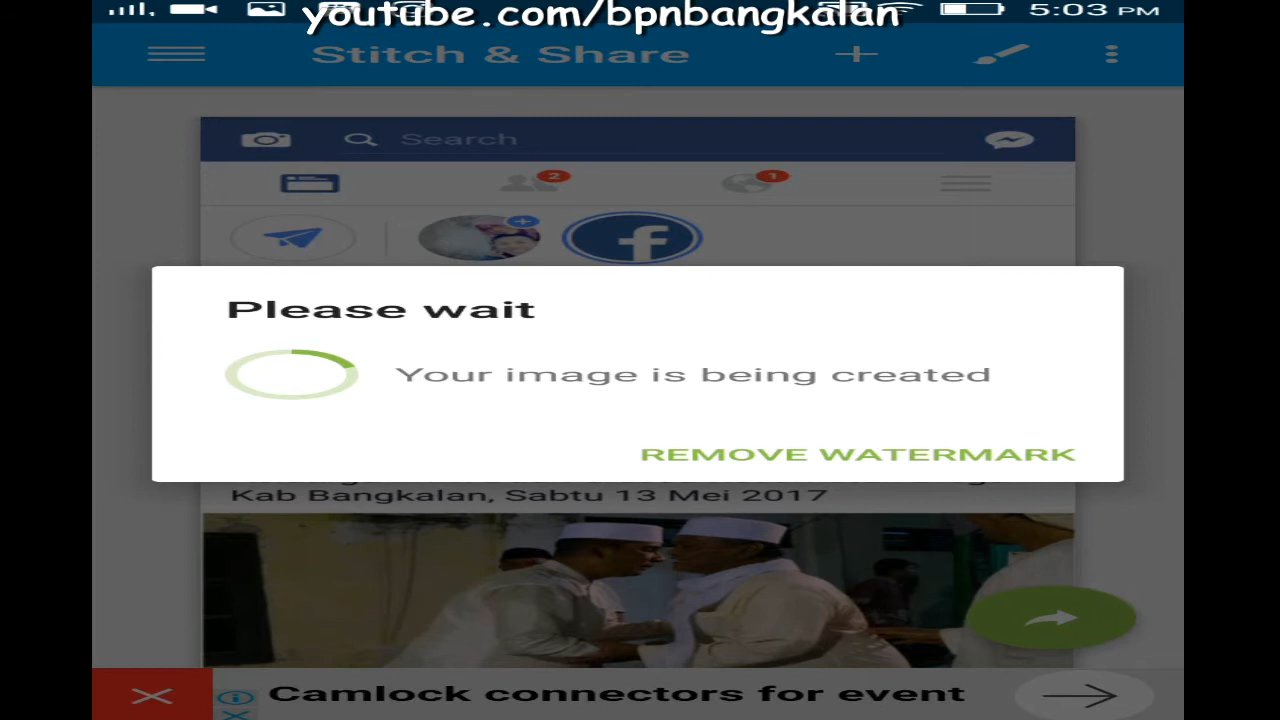 youtube.com/bpnbangkalan
5:03 PM
Stitch & Share
Search
2
1
Please wait
Your image is being created
REMOVE WATERMARK
Kab Bangkalan, Sabtu 13 Mei 2017
Camlock connectors for event